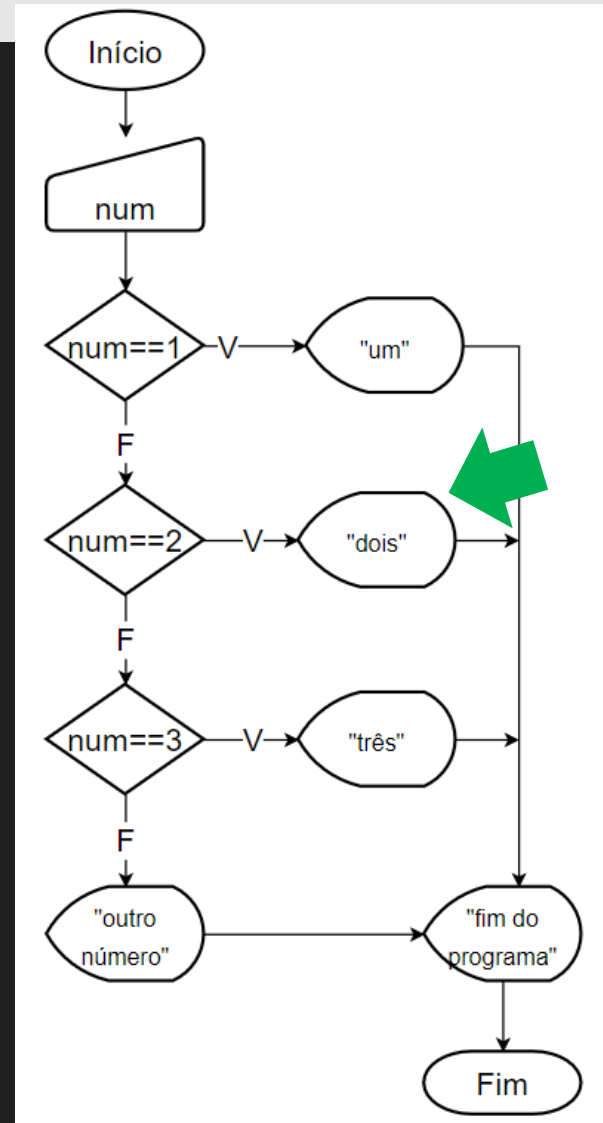 Início
num
num==1
V
"um"
F
num==2
V
"dois"
F
num==3
V
"três"
F
"outro
número"
"fim do
programa"
Fim